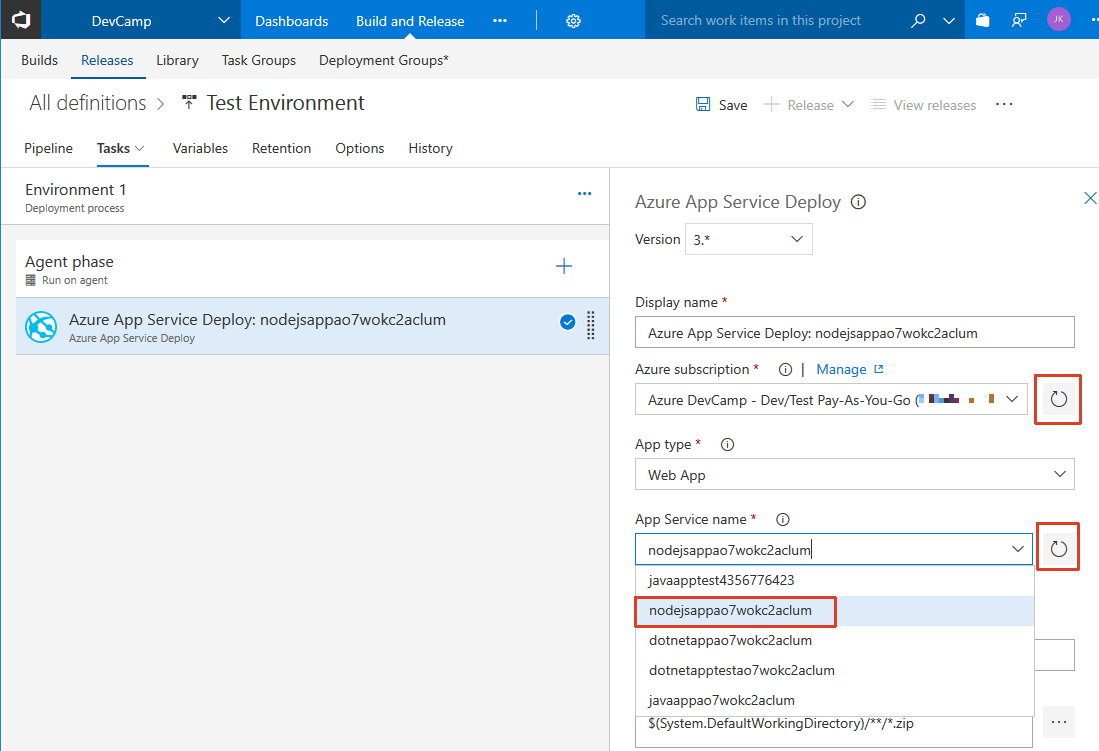 DevCamp
Dashboards
Build and Release
Search work items in this project
JK
Builds
Releases
Library
Task Groups
Deployment Groups*
All definitions
Test Environment
Save
Release
View releases
Pipeline
Tasks
Variables
Retention
Options
History
Environment 1
Deployment process
Agent phase
Run on agent
Azure App Service Deploy: nodejsappao7wokc2aclum
Azure App Service Deploy
Azure App Service Deploy
Version 3.*
Display name *
Azure App Service Deploy: nodejsappao7wokc2aclum
Azure subscription * | Manage
Azure DevCamp - Dev/Test Pay-As-You-Go (
App type *
Web App
App Service name *
nodejsappao7wokc2aclum
javaapptest4356776423
nodejsappao7wokc2aclum
dotnetappao7wokc2aclum
dotnetapptestao7wokc2aclum
javaappao7wokc2aclum
$(System.DefaultWorkingDirectory)/**/*.zip